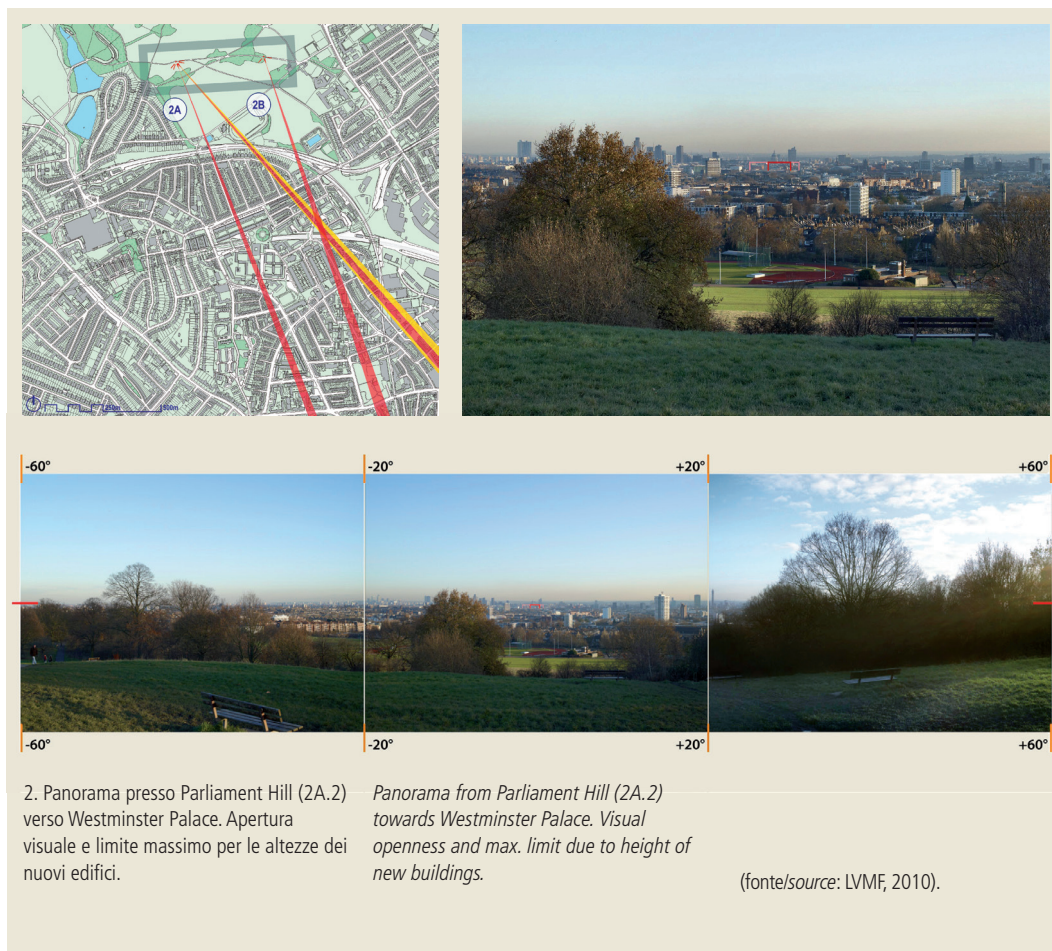 2A
2B
250m
500m
-60°
-20°
+20°
+60°
-60°
-20°
+20°
+60°
2. Panorama presso Parliament Hill (2A.2)
verso Westminster Palace. Apertura
visuale e limite massimo per le altezze dei
nuovi edifici.
Panorama from Parliament Hill (2A.2)
towards Westminster Palace. Visual
openness and max. limit due to height of
new buildings.
(fonte/source: LVMF, 2010).